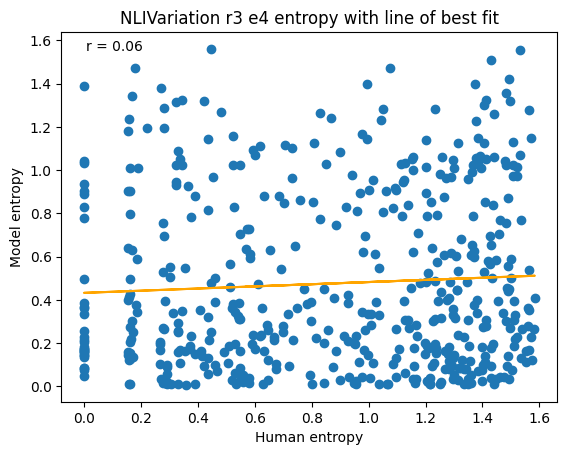 NLIVariation r3 e4 entropy with line of best fit
r = 0.06
Model entropy
1.6
1.4
1.2
1.0
0.8
0.6
0.4
0.2
0.0
0.0 0.2 0.4 0.6 0.8 1.0 1.2 1.4 1.6
Human entropy